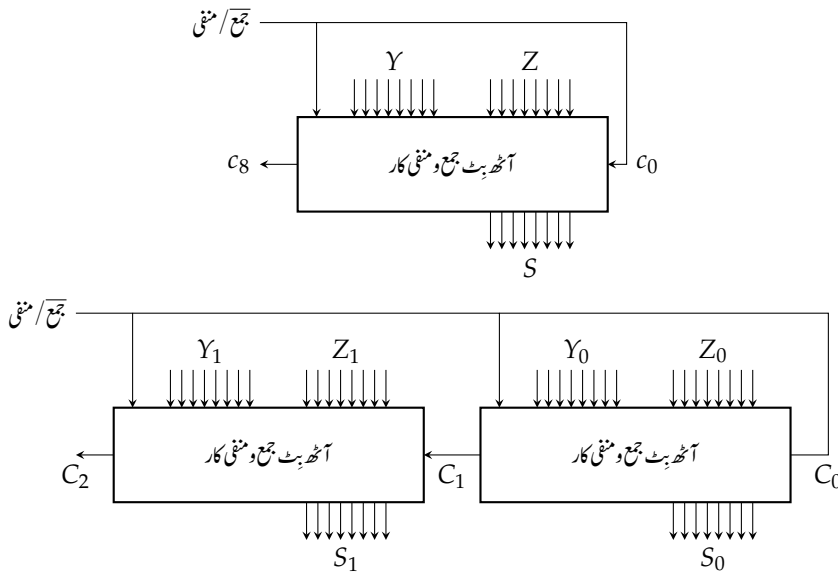 جمع/منفی
Y Z
c8 آٹھ بِٹ جمع و منفی کار c0
S
جمع/منفی
Y1 Z1 Y0 Z0
آٹھ بِٹ جمع و منفی کار آٹھ بِٹ جمع و منفی کار
C2 C1 C0
S1 S0